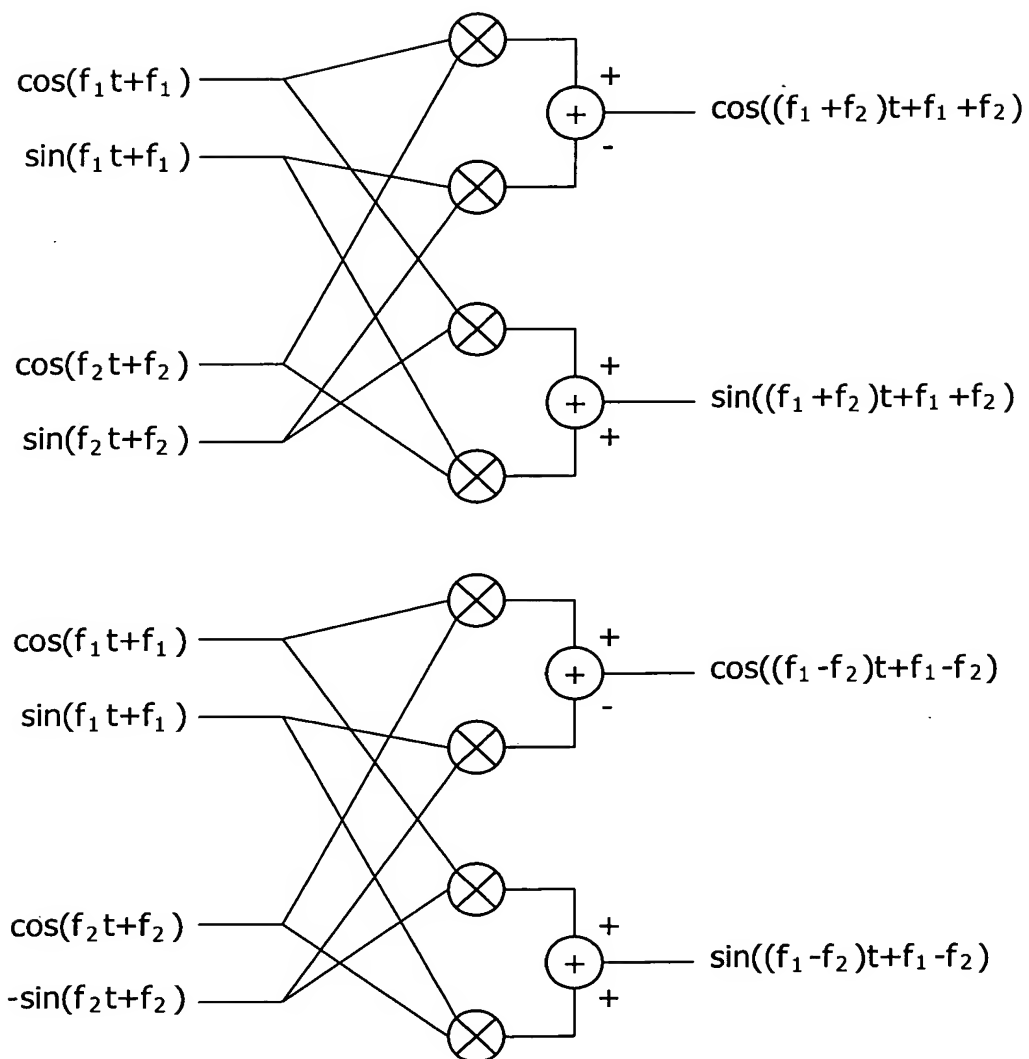 cos(f₁t+f₁)
+
cos((f₁+f₂)t+f₁+f₂)
+
-
sin(f₁t+f₁)
cos(f₂t+f₂)
+
sin((f₁+f₂)t+f₁+f₂)
+
+
sin(f₂t+f₂)
cos(f₁t+f₁)
+
cos((f₁-f₂)t+f₁-f₂)
+
-
sin(f₁t+f₁)
cos(f₂t+f₂)
+
sin((f₁-f₂)t+f₁-f₂)
+
+
-sin(f₂t+f₂)